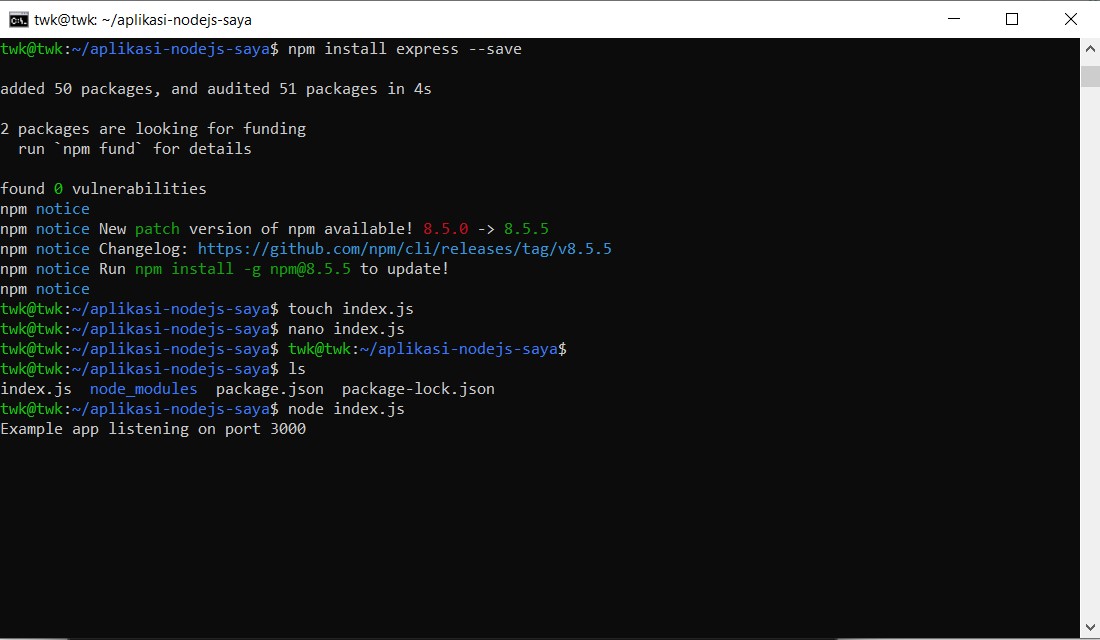 twk@twk: ~/aplikasi-nodejs-saya
twk@twk:~/aplikasi-nodejs-saya$ npm install express --save
added 50 packages, and audited 51 packages in 4s
2 packages are looking for funding
  run `npm fund` for details
found 0 vulnerabilities
npm notice
npm notice New patch version of npm available! 8.5.0 -> 8.5.5
npm notice Changelog: https://github.com/npm/cli/releases/tag/v8.5.5
npm notice Run npm install -g npm@8.5.5 to update!
npm notice
twk@twk:~/aplikasi-nodejs-saya$ touch index.js
twk@twk:~/aplikasi-nodejs-saya$ nano index.js
twk@twk:~/aplikasi-nodejs-saya$ twk@twk:~/aplikasi-nodejs-saya$
twk@twk:~/aplikasi-nodejs-saya$ ls
index.js  node_modules  package.json  package-lock.json
twk@twk:~/aplikasi-nodejs-saya$ node index.js
Example app listening on port 3000